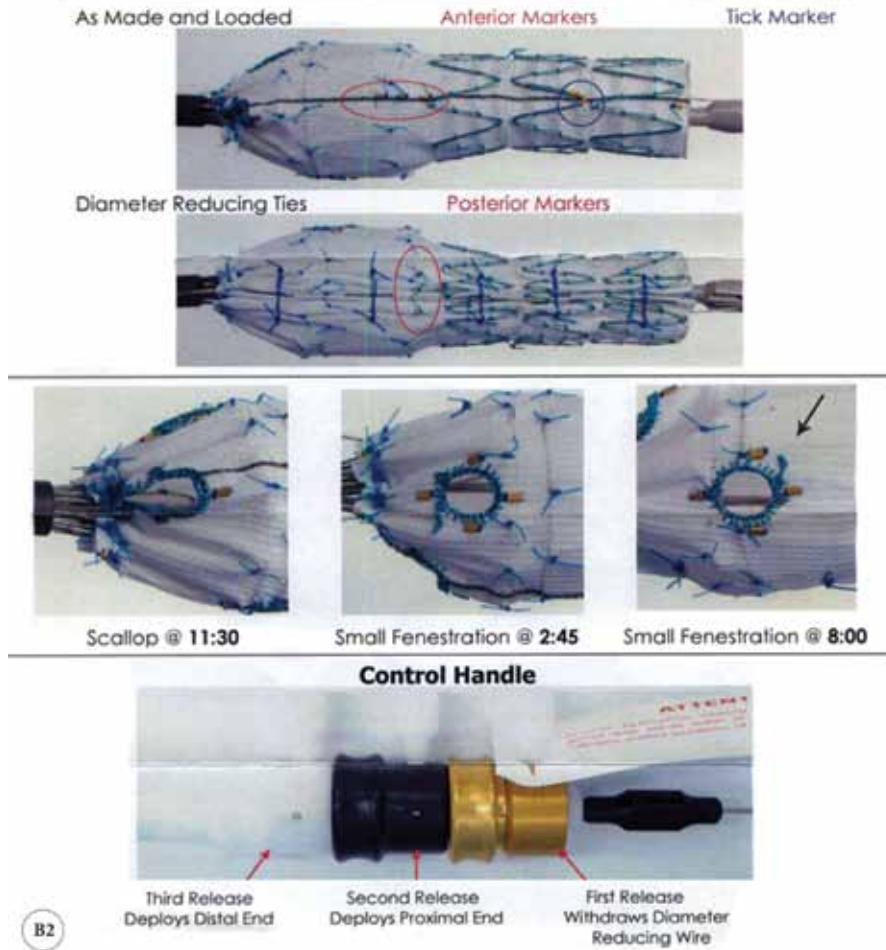 As Made and Loaded
Anterior Markers
Tick Marker
Diameter Reducing Ties
Posterior Markers
Scallop @ 11:30
Small Fenestration @ 2:45
Small Fenestration @ 8:00
Control Handle
ATTENT
Third Release
Deploys Distal End
Second Release
Deploys Proximal End
First Release
Withdraws Diameter
Reducing Wire
B2